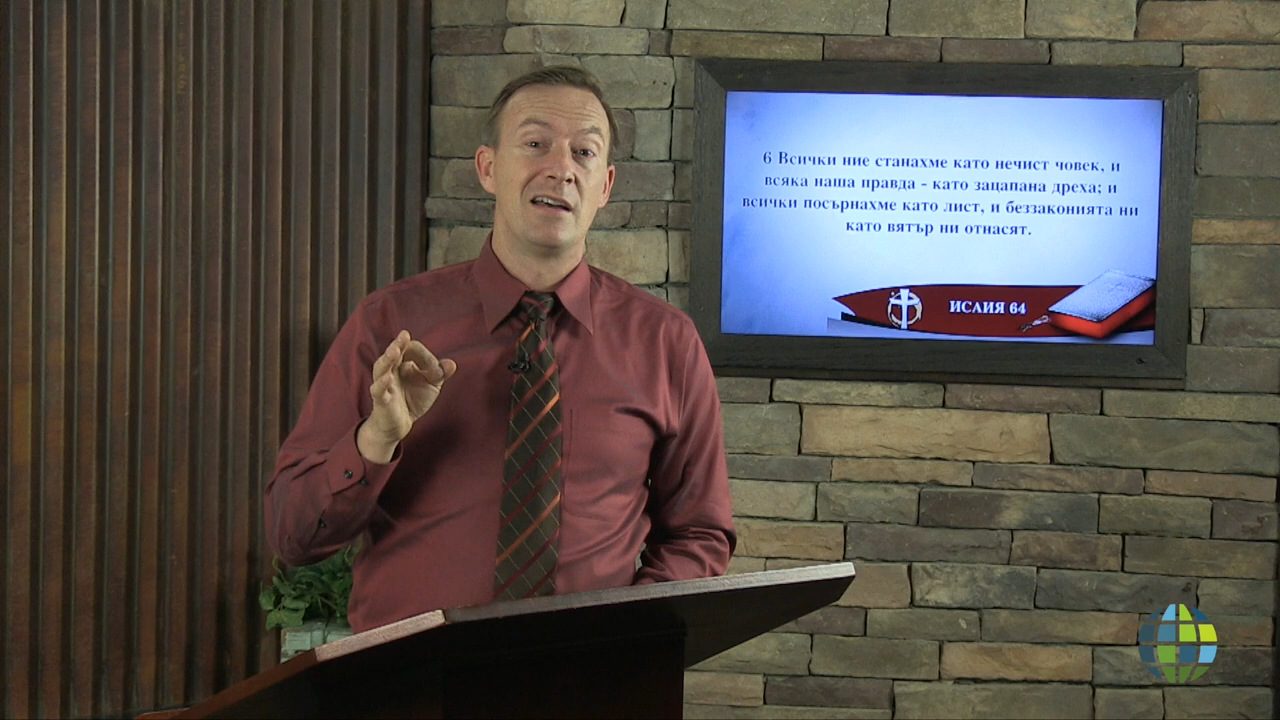 6 Всички ние станахме като нечист човек, и
всяка наша правда - като зацапана дреха; и
всички посърнахме като лист, и беззаконията ни
като вятър ни отнасят.
ИСАИЯ 64